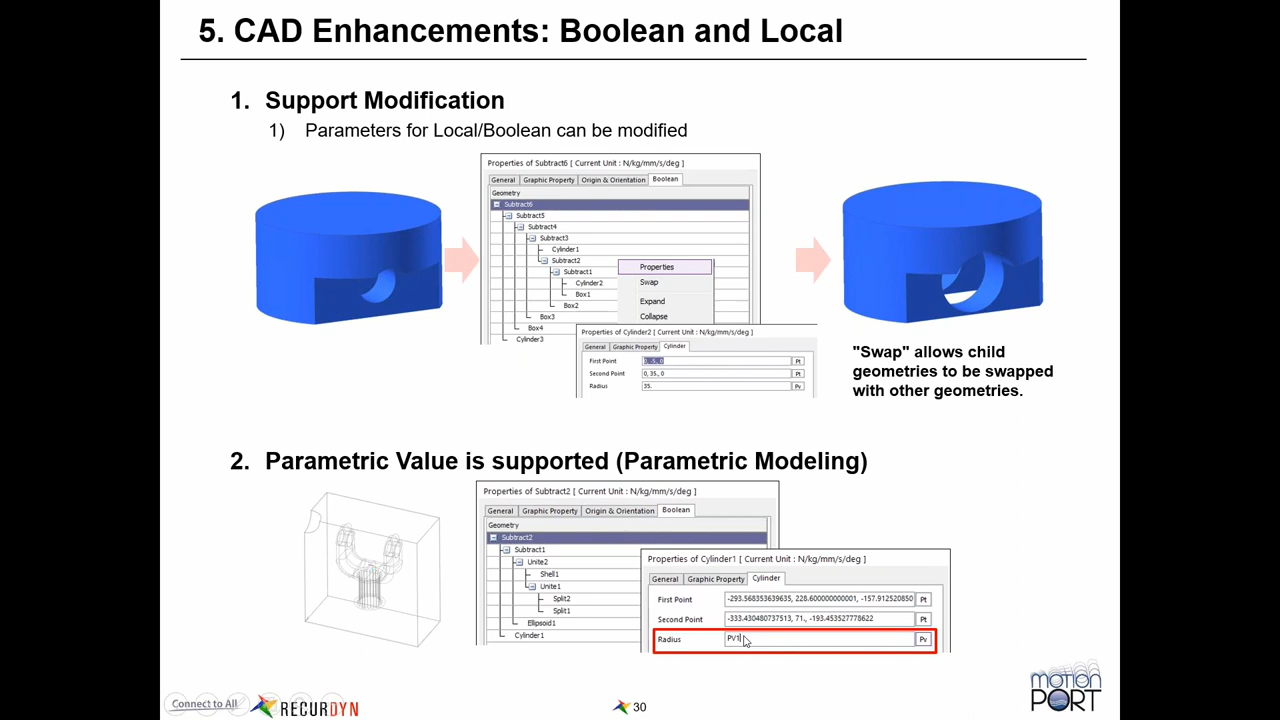 5. CAD Enhancements: Boolean and Local
1. Support Modification
1) Parameters for Local/Boolean can be modified
Properties of Subtract6 [ Current Unit : N/kg/mm/s/deg ]
General Graphic Property Origin & Orientation Boolean
Geometry
Subtract6
Subtract5
Subtract4
Subtract3
Cylinder1
Subtract2
Subtract1
Cylinder2
Box1
Box2
Box3
Box4
Cylinder3
Properties
Swap
Expand
Collapse
Properties of Cylinder2 [ Current Unit : N/kg/mm/s/deg ]
General Graphic Property Cylinder
First Point Pt
Second Point 0, 35., 0 Pt
Radius 35. Pv
"Swap" allows child
geometries to be swapped
with other geometries.
2. Parametric Value is supported (Parametric Modeling)
Properties of Subtract2 [ Current Unit : N/kg/mm/s/deg ]
General Graphic Property Origin & Orientation Boolean
Geometry
Subtract2
Subtract1
Unite2
Shell1
Unite1
Split2
Split1
Ellipsoid1
Cylinder1
Properties of Cylinder1 [ Current Unit : N/kg/mm/s/deg ]
General Graphic Property Cylinder
First Point -293.568353639635, 228.600000000001, -157.912520850 Pt
Second Point -333.430480737513, 71., -193.453527778622 Pt
Radius PV1 Pv
Connect to All
RECURDYN
30
MOTION
PORT